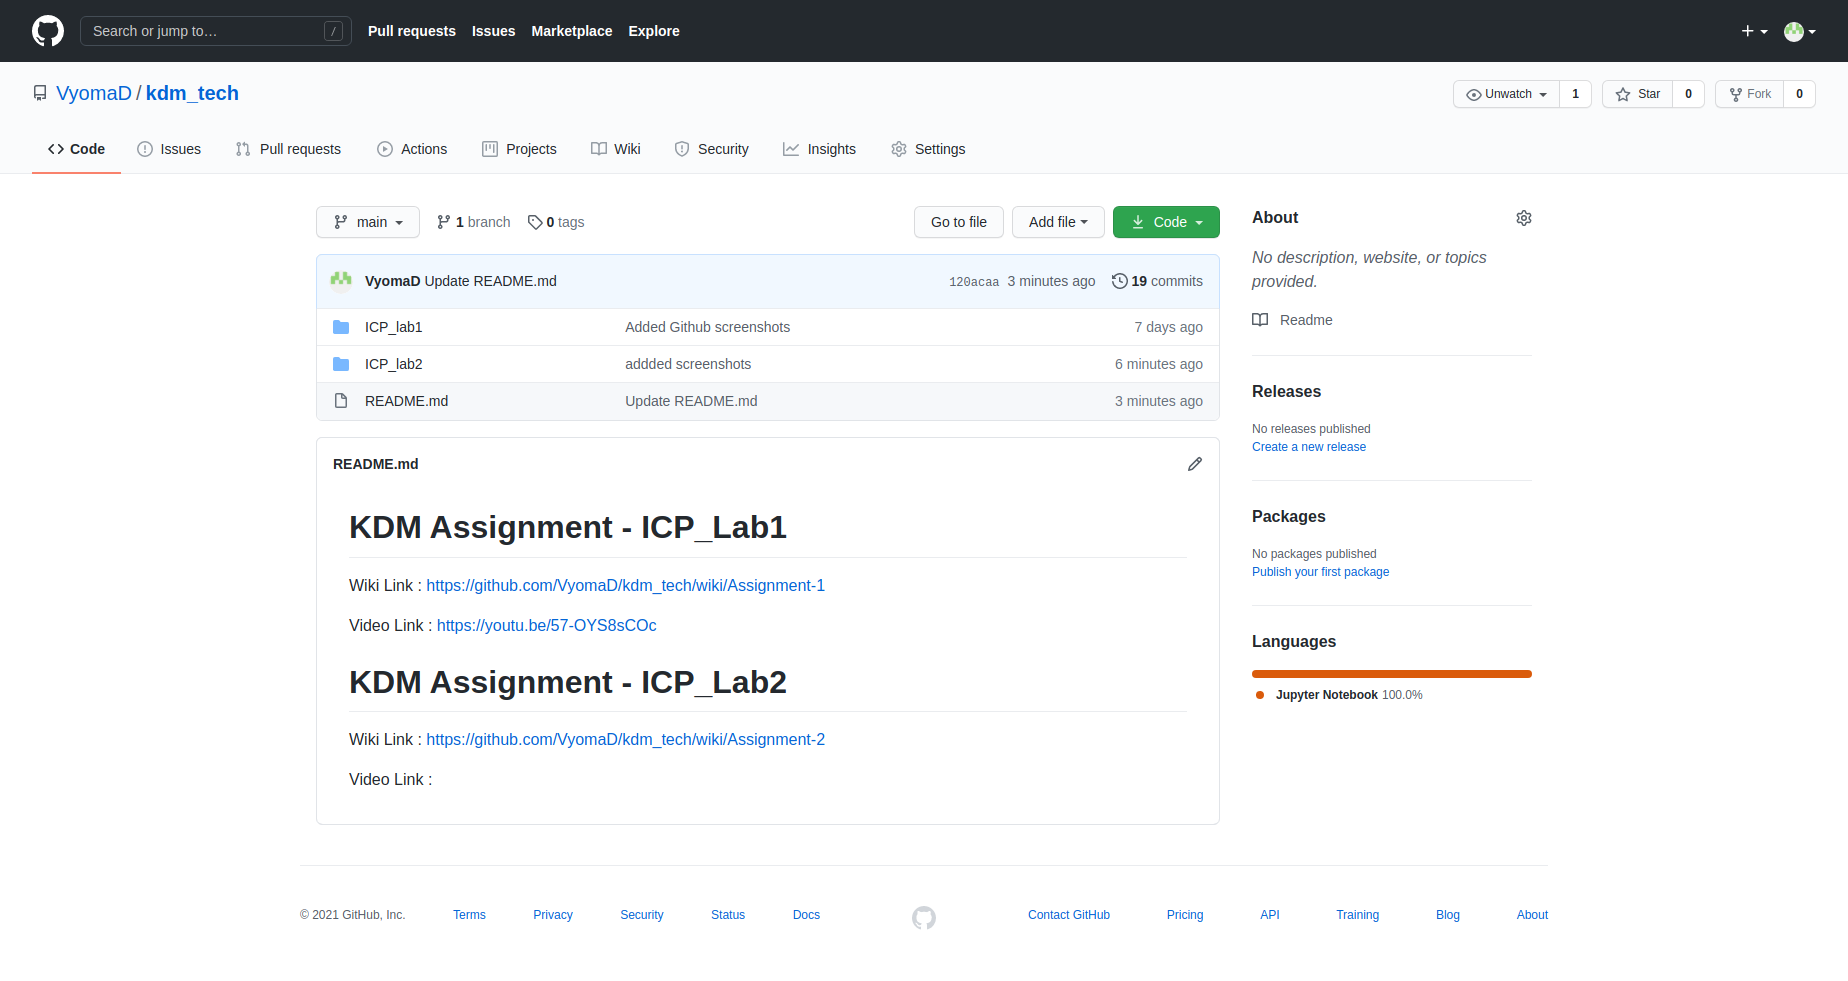 Search or jump to… /
Pull requests Issues Marketplace Explore
VyomaD / kdm_tech
Unwatch 1 Star 0 Fork 0
Code Issues Pull requests Actions Projects Wiki Security Insights Settings
main 1 branch 0 tags Go to file Add file Code
VyomaD Update README.md 120acaa 3 minutes ago 19 commits
ICP_lab1 Added Github screenshots 7 days ago
ICP_lab2 addded screenshots 6 minutes ago
README.md Update README.md 3 minutes ago
README.md
KDM Assignment - ICP_Lab1
Wiki Link : https://github.com/VyomaD/kdm_tech/wiki/Assignment-1
Video Link : https://youtu.be/57-OYS8sCOc
KDM Assignment - ICP_Lab2
Wiki Link : https://github.com/VyomaD/kdm_tech/wiki/Assignment-2
Video Link :
About
No description, website, or topics
provided.
Readme
Releases
No releases published
Create a new release
Packages
No packages published
Publish your first package
Languages
Jupyter Notebook 100.0%
© 2021 GitHub, Inc. Terms Privacy Security Status Docs Contact GitHub Pricing API Training Blog About